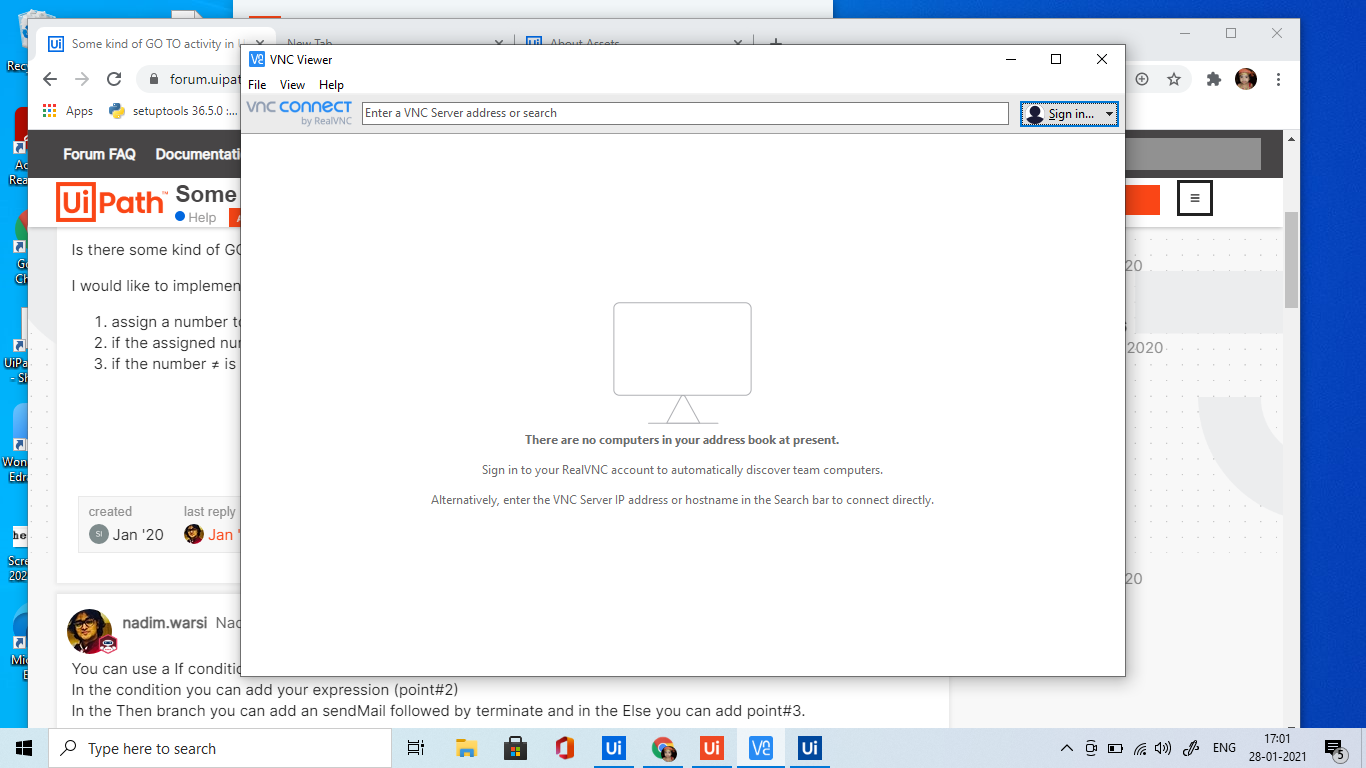 Some kind of GO TO activity in U
New Tab
About Assets
forum.uipat
Apps
setuptools 36.5.0 :...
VNC Viewer
File View Help
vnc connect
by RealVNC
Enter a VNC Server address or search
Sign in...
There are no computers in your address book at present.
Sign in to your RealVNC account to automatically discover team computers.
Alternatively, enter the VNC Server IP address or hostname in the Search bar to connect directly.
Forum FAQ Documentati
UiPath™
Some
Help
Is there some kind of GO
I would like to implemen
1. assign a number to
2. if the assigned nu
3. if the number ≠ is
20
2020
20
created
last reply
SI
Jan '20
Jan '
nadim.warsi Nad
You can use a If conditio
In the condition you can add your expression (point#2)
In the Then branch you can add an sendMail followed by terminate and in the Else you can add point#3.
Type here to search
ENG
17:01
28-01-2021
5